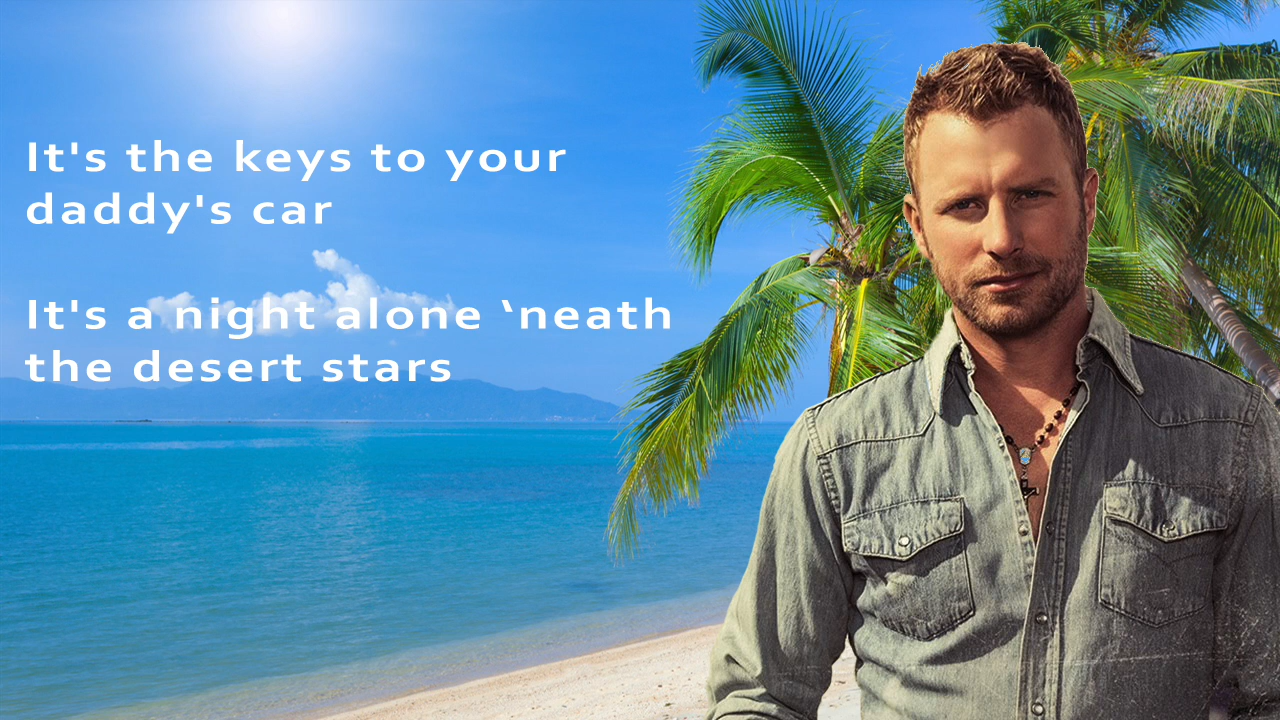 It's the keys to your
daddy's car
It's a night alone ‘neath
the desert stars